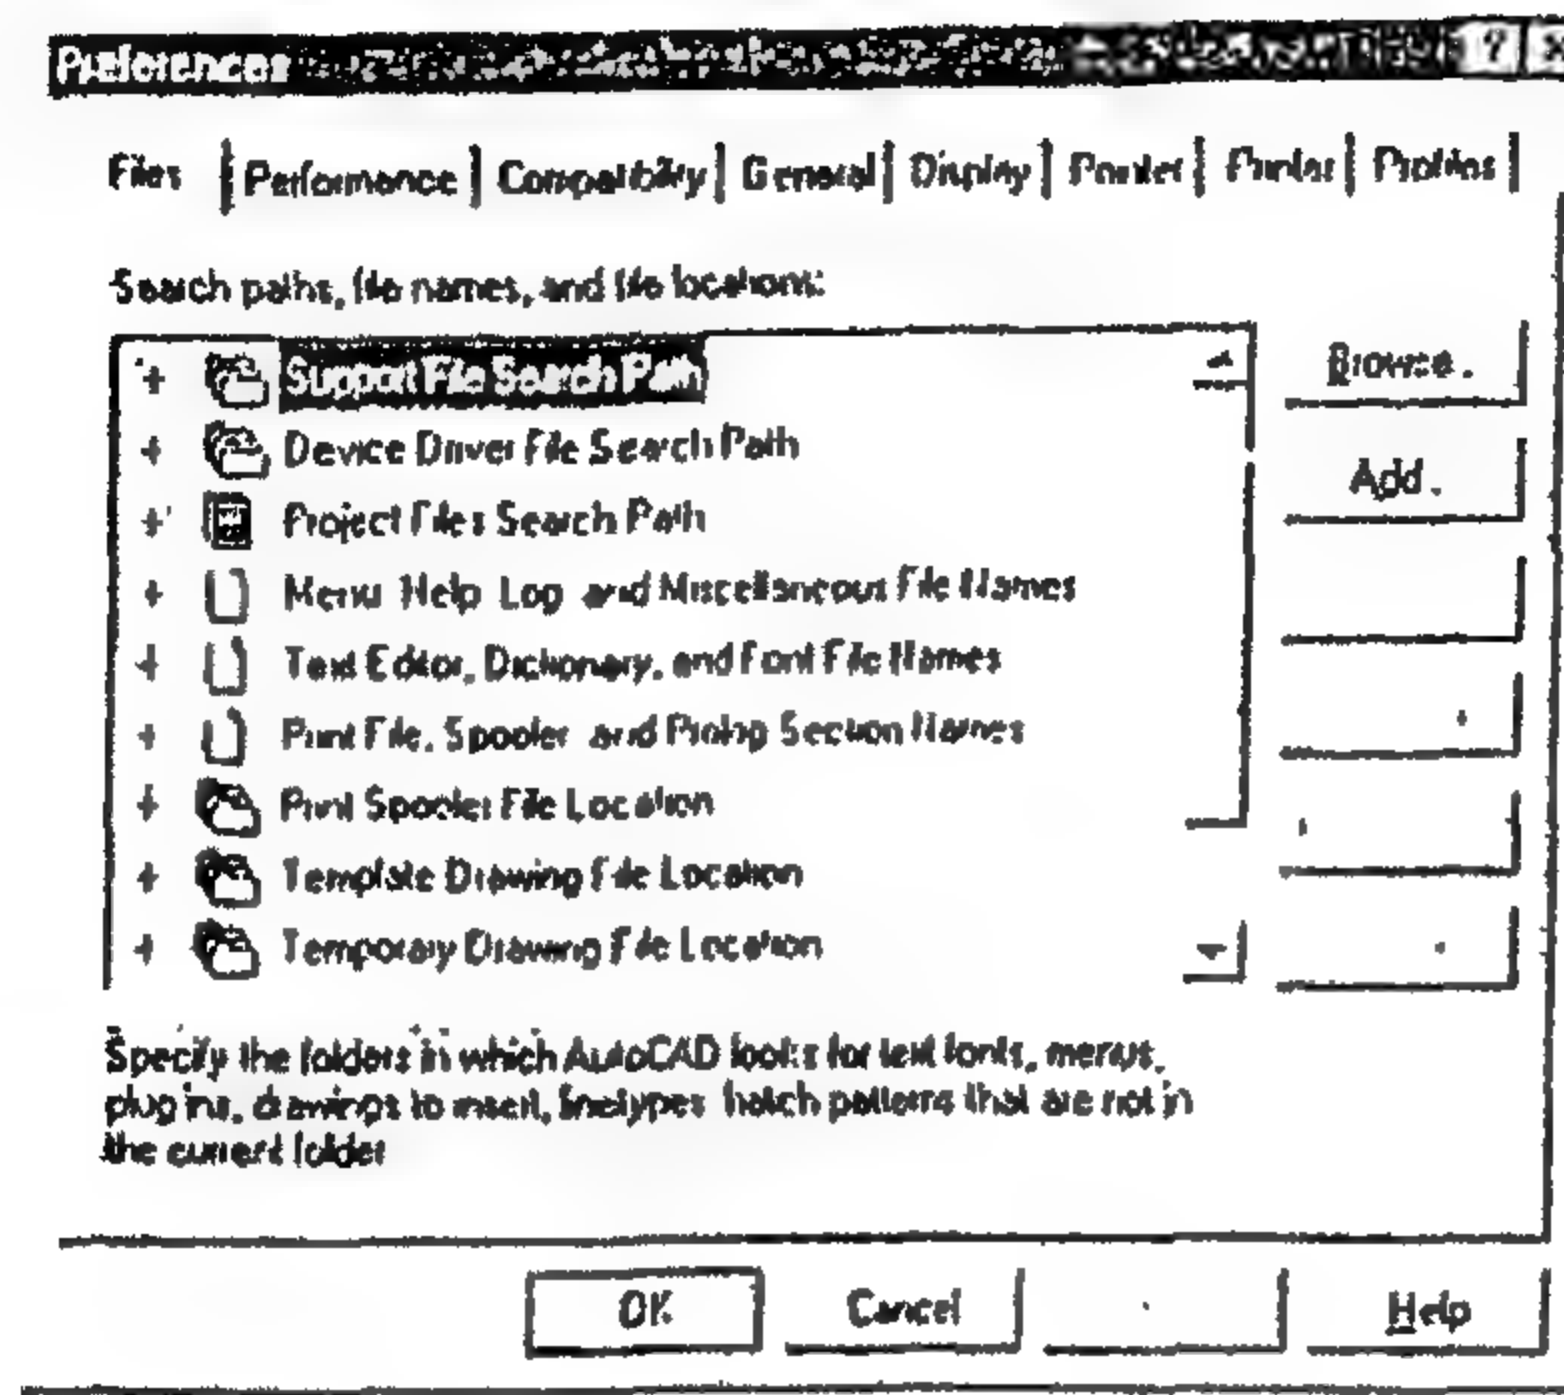 Preferences
Files Performance Compatibility General Display Pointer Printer Profiles
Search paths, file names, and file locations:
Support File Search Path
Browse.
Device Driver File Search Path
Add.
Project Files Search Path
Menu Help Log and Miscellaneous File Names
Text Editor, Dictionary, and Font File Names
Print File, Spooler and Prolog Section Names
Print Spooler File Location
Template Drawing File Location
Temporary Drawing File Location
Specify the folders in which AutoCAD looks for text fonts, menus,
plug ins, drawings to insert, linetypes hatch patterns that are not in
the current folder
OK Cancel Help